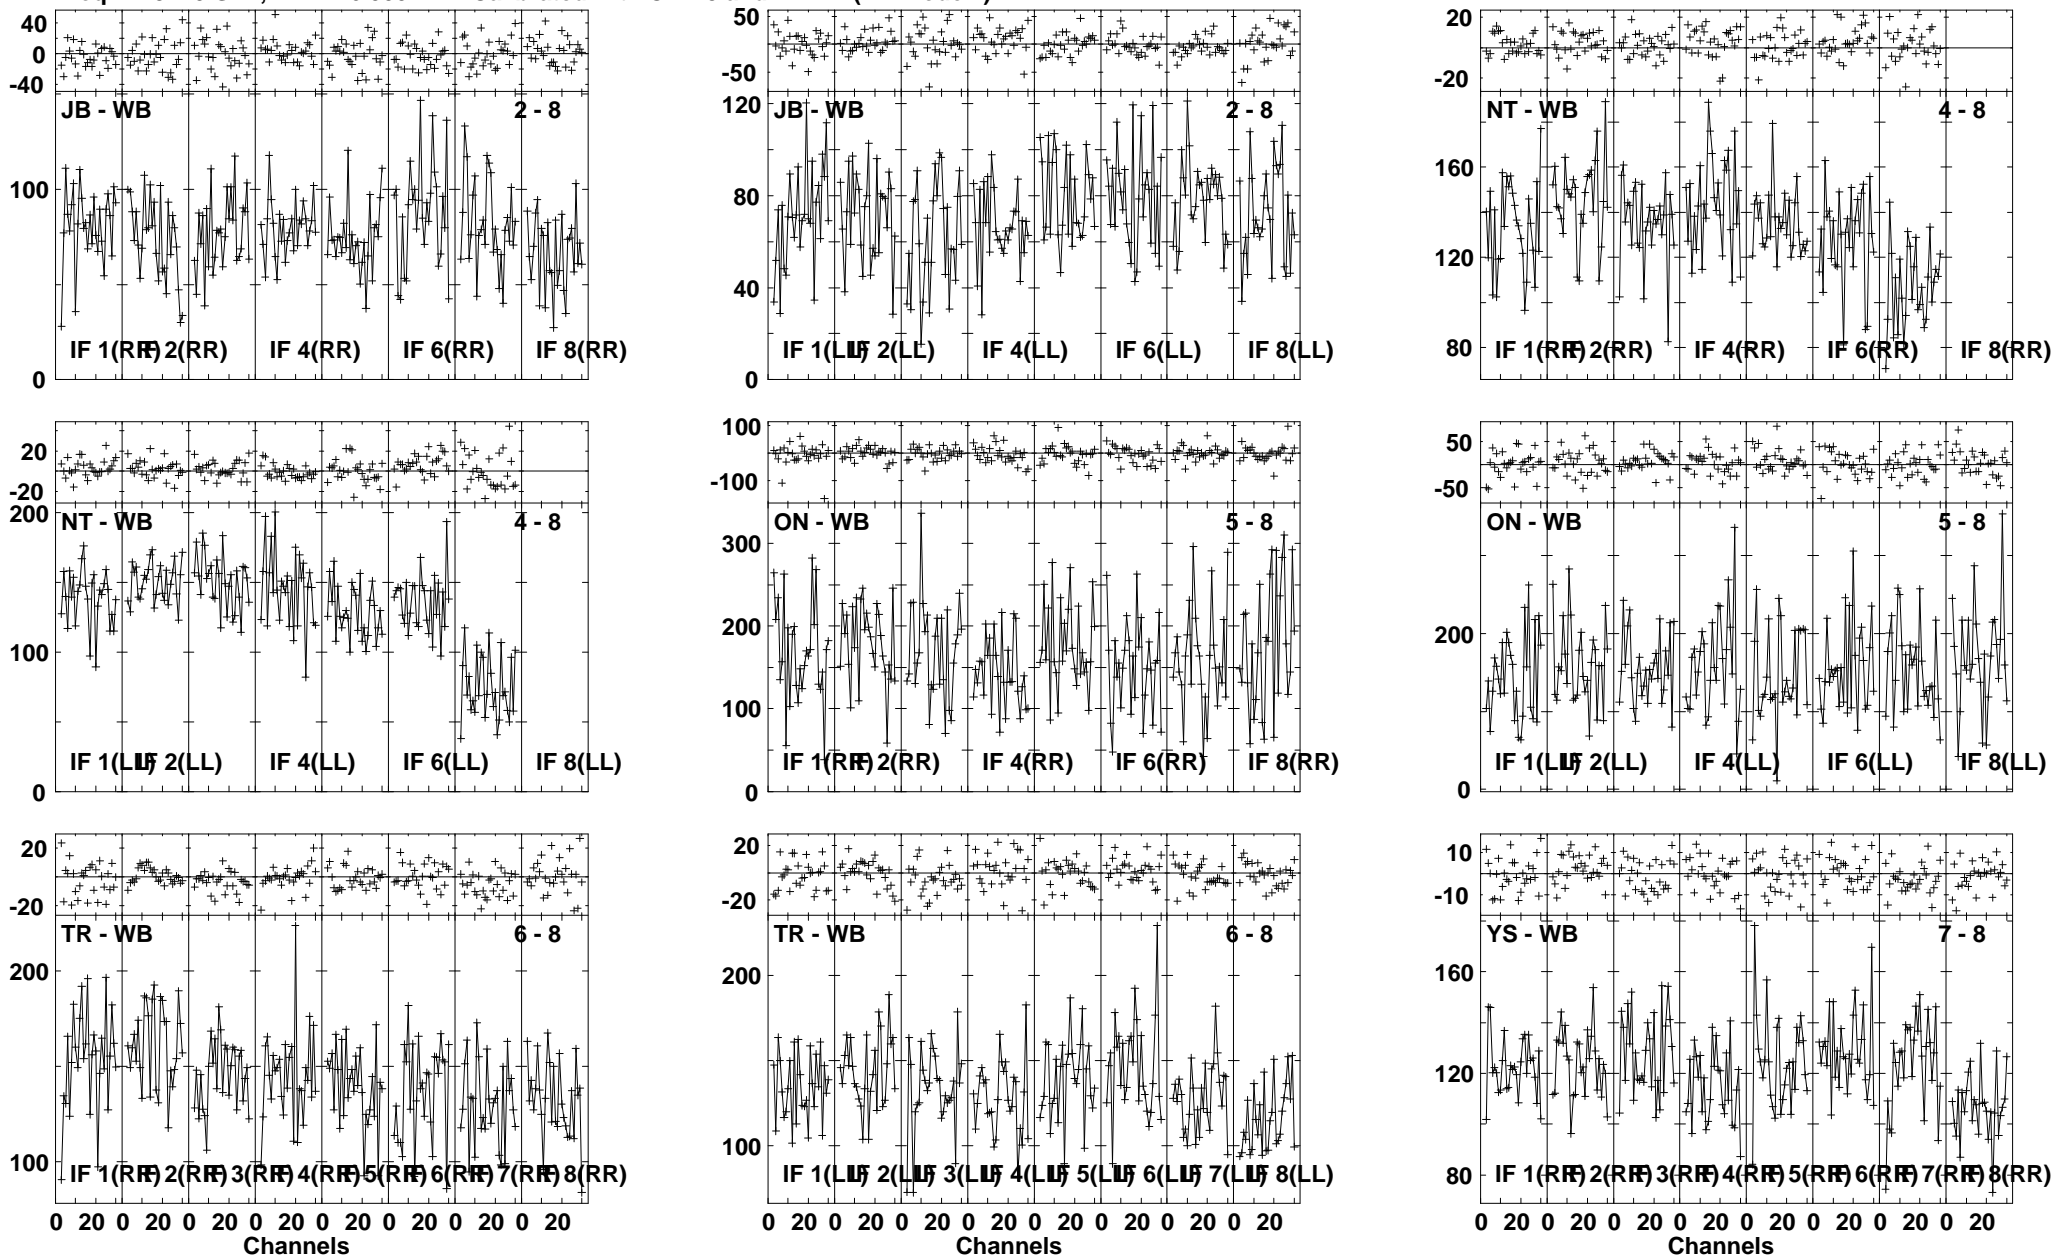 40
0
-40
JB - WB 2 - 8
100
IF 1(RR) IF 2(RR) IF 4(RR) IF 6(RR) IF 8(RR)
0
50
-50
JB - WB 2 - 8
120
80
40
IF 1(LL) IF 2(LL) IF 4(LL) IF 6(LL) IF 8(LL)
0
20
-20
NT - WB 4 - 8
160
120
80
IF 1(RR) IF 2(RR) IF 4(RR) IF 6(RR) IF 8(RR)
20
-20
200
NT - WB 4 - 8
100
IF 1(LL) IF 2(LL) IF 4(LL) IF 6(LL) IF 8(LL)
0
100
-100
ON - WB 5 - 8
300
200
100
IF 1(RR) IF 2(RR) IF 4(RR) IF 6(RR) IF 8(RR)
0
50
-50
ON - WB 5 - 8
200
IF 1(LL) IF 2(LL) IF 4(LL) IF 6(LL) IF 8(LL)
0
20
-20
TR - WB 6 - 8
200
100
IF 1(RR) IF 2(RR) IF 3(RR) IF 4(RR) IF 5(RR) IF 6(RR) IF 7(RR) IF 8(RR)
0 20 0 20 0 20 0 20 0 20 0 20 0 20 0 20
Channels
20
-20
TR - WB 6 - 8
200
100
IF 1(LL) IF 2(LL) IF 3(LL) IF 4(LL) IF 5(LL) IF 6(LL) IF 7(LL) IF 8(LL)
0 20 0 20 0 20 0 20 0 20 0 20 0 20 0 20
Channels
10
-10
YS - WB 7 - 8
160
120
80
IF 1(RR) IF 2(RR) IF 3(RR) IF 4(RR) IF 5(RR) IF 6(RR) IF 7(RR) IF 8(RR)
0 20 0 20 0 20 0 20 0 20 0 20 0 20 0 20
Channels